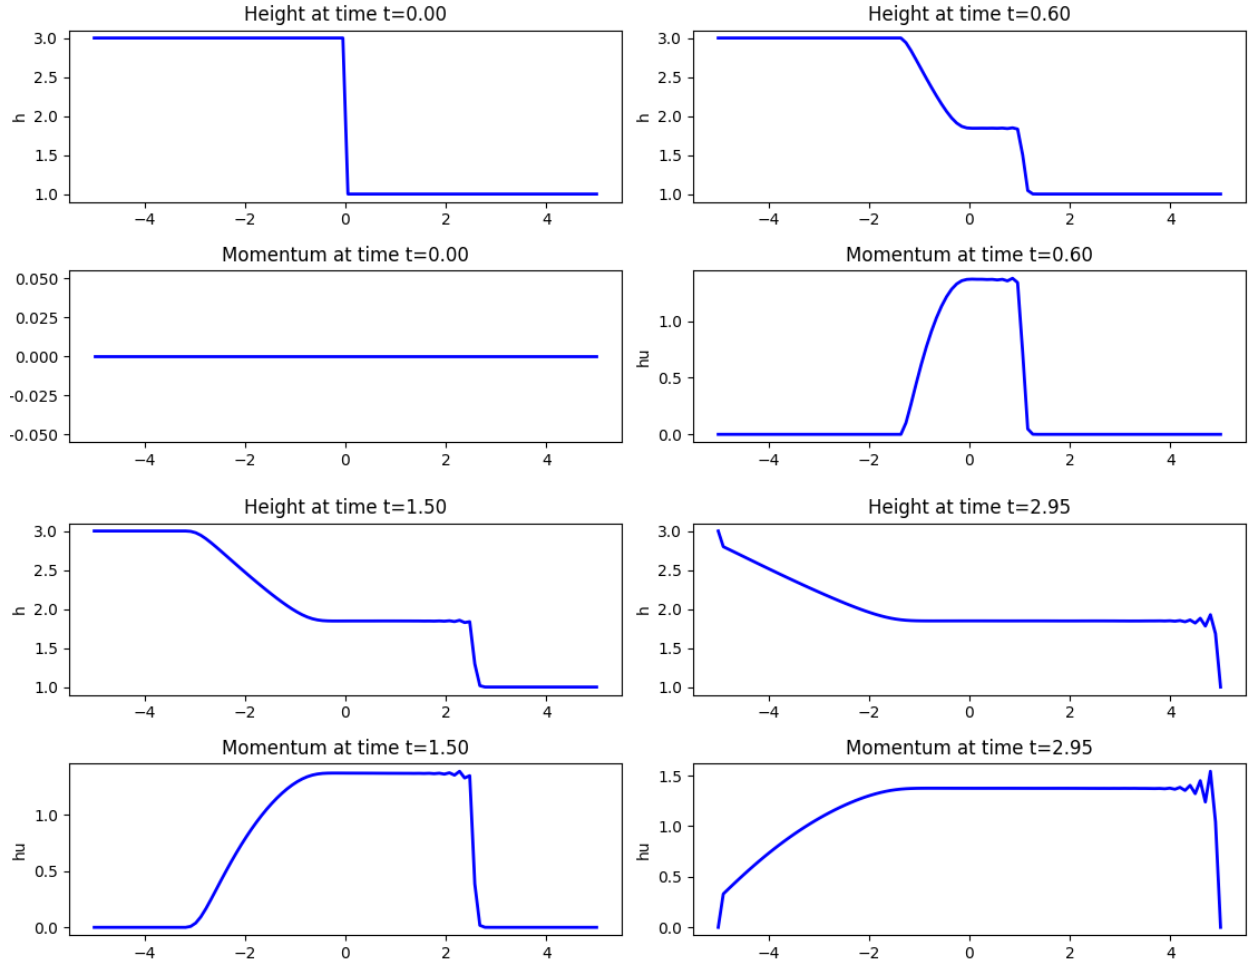 Height at time t=0.00
h
3.0
2.5
2.0
1.5
1.0
−4 −2 0 2 4
Height at time t=0.60
h
3.0
2.5
2.0
1.5
1.0
−4 −2 0 2 4
Momentum at time t=0.00
0.050
0.025
0.000
-0.025
-0.050
−4 −2 0 2 4
Momentum at time t=0.60
hu
1.0
0.5
0.0
−4 −2 0 2 4
Height at time t=1.50
h
3.0
2.5
2.0
1.5
1.0
−4 −2 0 2 4
Height at time t=2.95
h
3.0
2.5
2.0
1.5
1.0
−4 −2 0 2 4
Momentum at time t=1.50
hu
1.0
0.5
0.0
−4 −2 0 2 4
Momentum at time t=2.95
hu
1.5
1.0
0.5
0.0
−4 −2 0 2 4